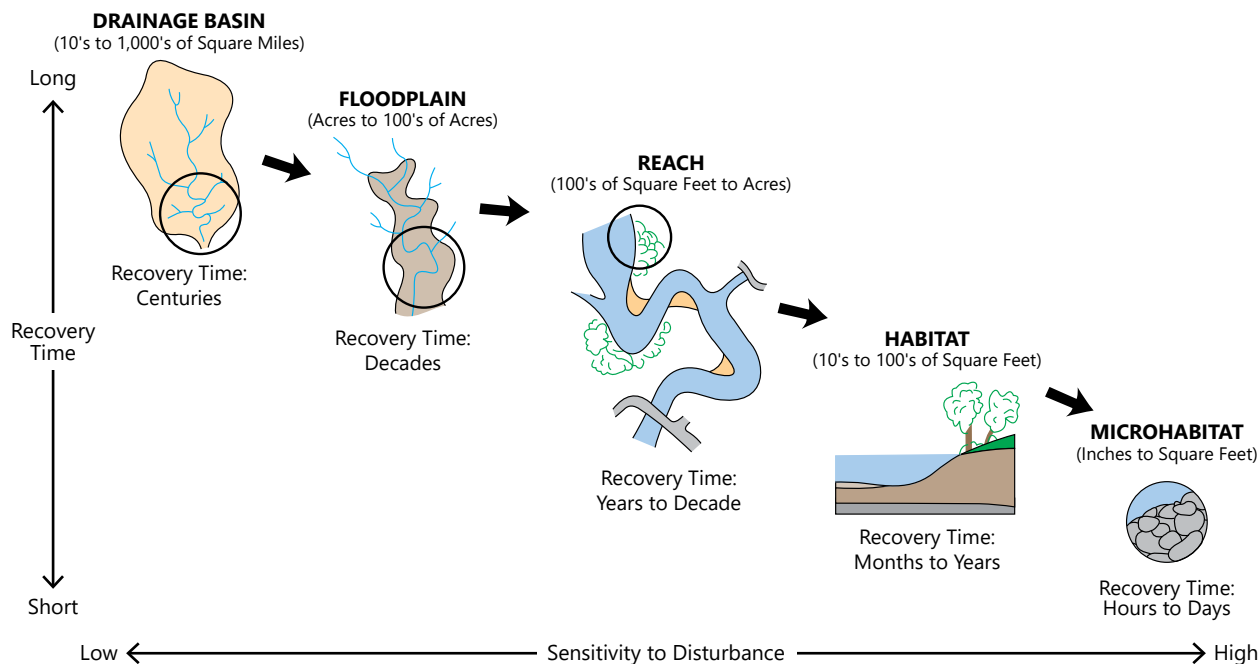 DRAINAGE BASIN
(10's to 1,000's of Square Miles)
Long
FLOODPLAIN
(Acres to 100's of Acres)
REACH
(100's of Square Feet to Acres)
Recovery Time:
Centuries
Recovery
Time
Recovery Time:
Decades
HABITAT
(10's to 100's of Square Feet)
MICROHABITAT
(Inches to Square Feet)
Recovery Time:
Years to Decade
Recovery Time:
Months to Years
Recovery Time:
Hours to Days
Short
Low
Sensitivity to Disturbance
High